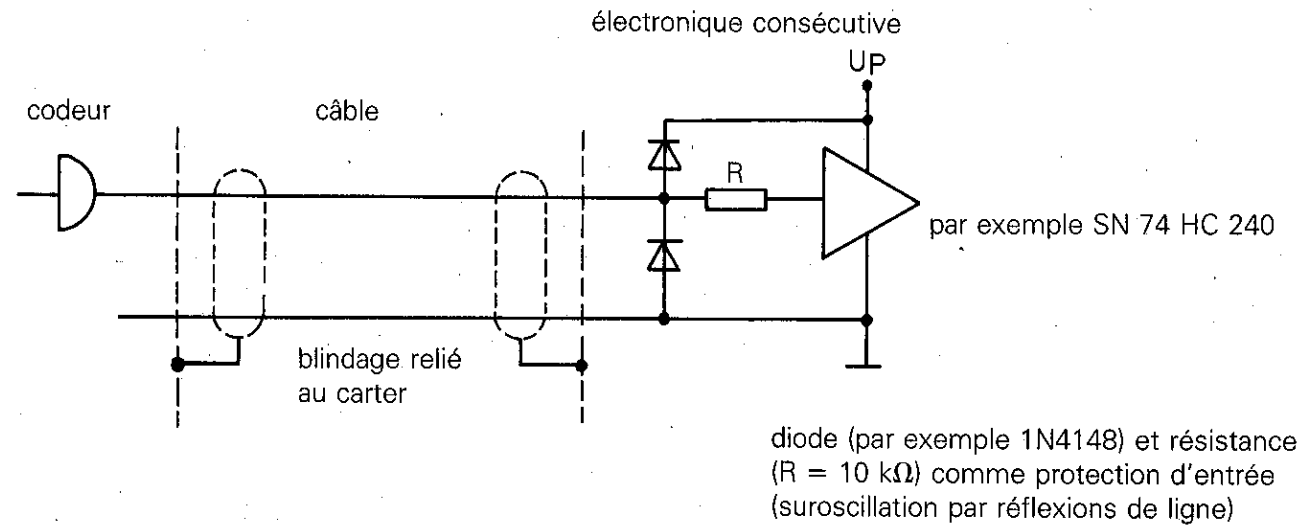 électronique consécutive
UP
codeur
câble
R
par exemple SN 74 HC 240
blindage relié
au carter
diode (par exemple 1N4148) et résistance
(R = 10 kΩ) comme protection d'entrée
(suroscillation par réflexions de ligne)